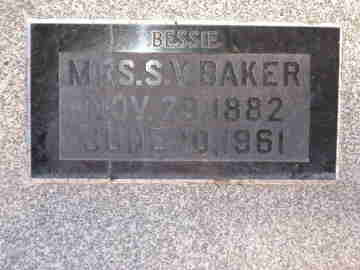 BESSIE
MRS. S.V. BAKER
NOV. 29, 1882
JUNE 10, 1961